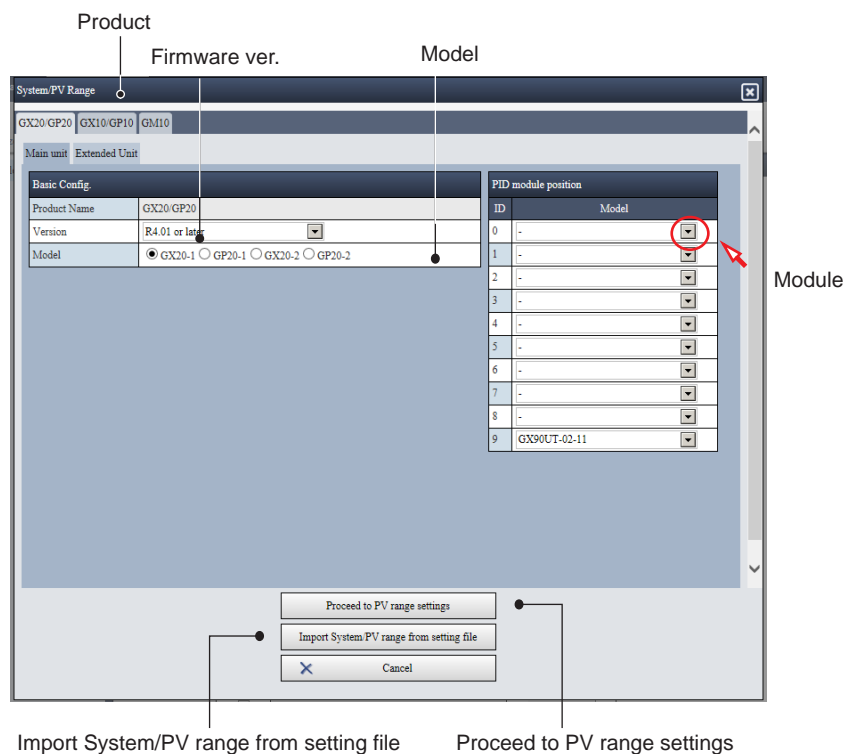 Product
Firmware ver.
Model
System/PV Range
GX20/GP20 GX10/GP10 GM10
Main unit Extended Unit
Basic Config.
Product Name GX20/GP20
Version R4.01 or later
Model GX20-1 GP20-1 GX20-2 GP20-2
PID module position
ID Model
0 -
1 -
2 -
3 -
4 -
5 -
6 -
7 -
8 -
9 GX90UT-02-11
Module
Proceed to PV range settings
Import System/PV range from setting file
Cancel
Import System/PV range from setting file
Proceed to PV range settings